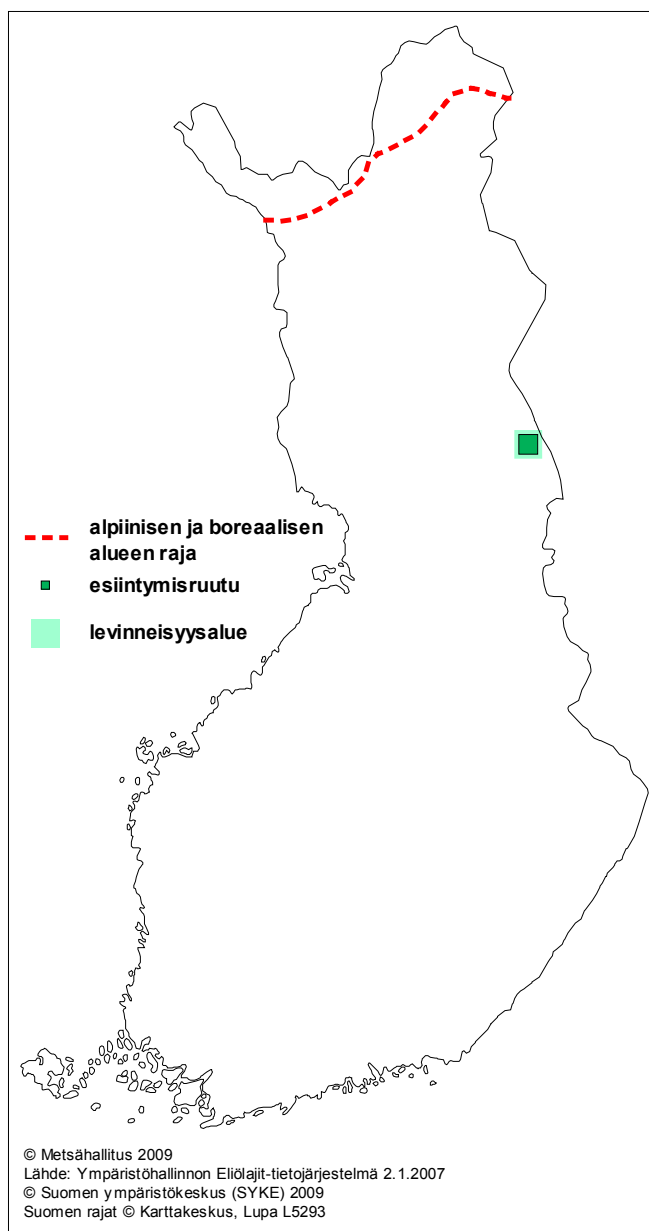 alpiinisen ja boreaalisen
alueen raja
esiintymisruutu
levinneisyysalue
© Metsähallitus 2009
Lähde: Ympäristöhallinnon Eliölajit-tietojärjestelmä 2.1.2007
© Suomen ympäristökeskus (SYKE) 2009
Suomen rajat © Karttakeskus, Lupa L5293